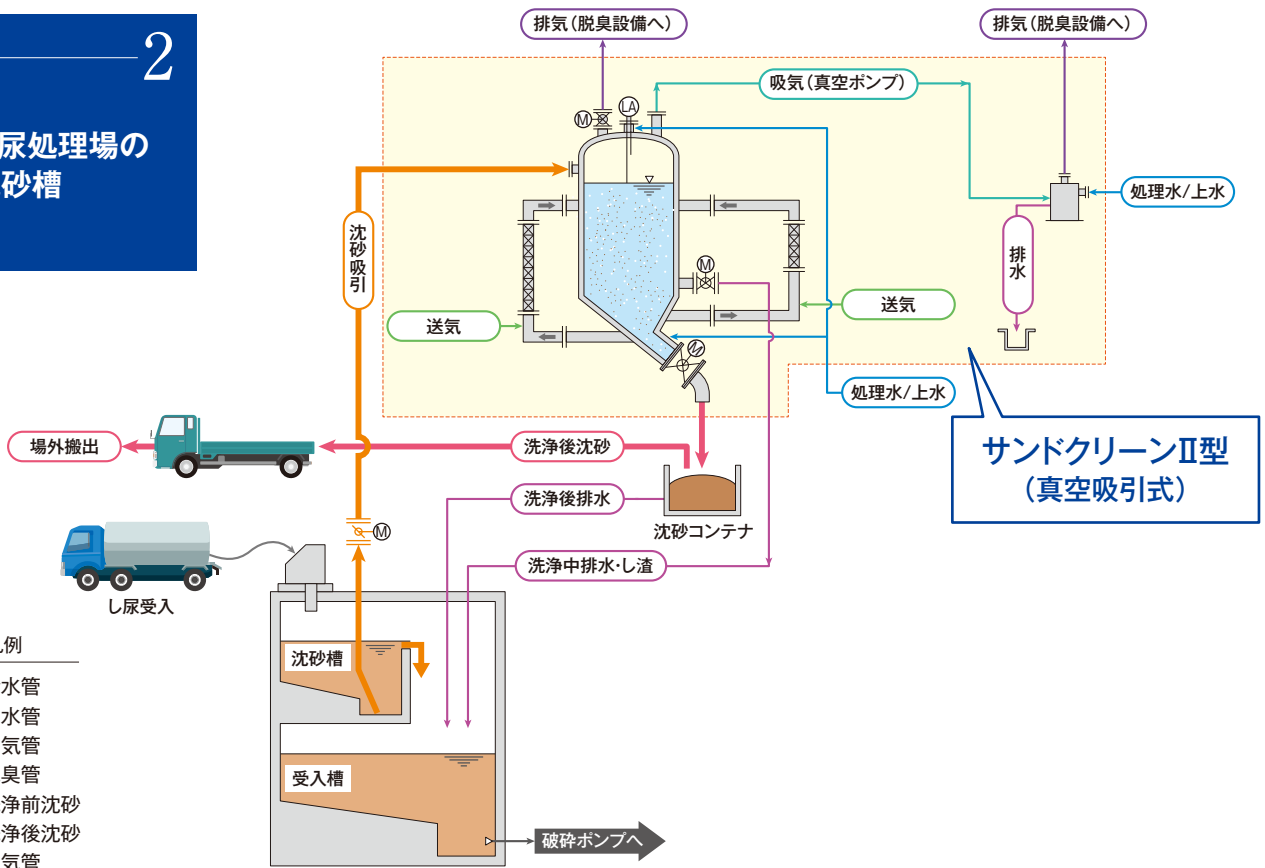 2
尿処理場の
砂槽
排気(脱臭設備へ)
排気(脱臭設備へ)
吸気(真空ポンプ)
M
LA
処理水/上水
沈砂吸引
M
排水
送気
送気
M
処理水/上水
サンドクリーンⅡ型
(真空吸引式)
場外搬出
洗浄後沈砂
洗浄後排水
沈砂コンテナ
M
洗浄中排水・し渣
し尿受入
沈砂槽
受入槽
破砕ポンプへ
例
水管
水管
気管
臭管
浄前沈砂
浄後沈砂
気管